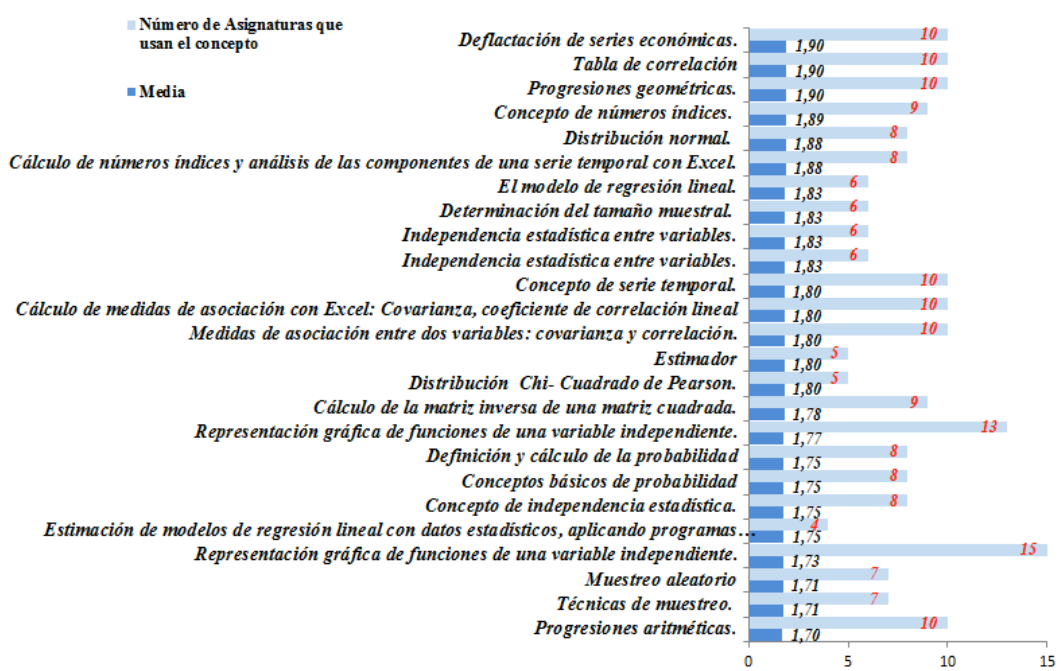 Número de Asignaturas que
usan el concepto
Media
Deflactación de series económicas.
10
1,90
Tabla de correlación
10
1,90
Progresiones geométricas.
10
1,90
Concepto de números índices.
9
1,89
Distribución normal.
8
1,88
Cálculo de números índices y análisis de las componentes de una serie temporal con Excel.
8
1,88
El modelo de regresión lineal.
6
1,83
Determinación del tamaño muestral.
6
1,83
Independencia estadística entre variables.
6
1,83
Independencia estadística entre variables.
6
1,83
Concepto de serie temporal.
10
1,80
Cálculo de medidas de asociación con Excel: Covarianza, coeficiente de correlación lineal
10
1,80
Medidas de asociación entre dos variables: covarianza y correlación.
10
1,80
Estimador
5
1,80
Distribución Chi- Cuadrado de Pearson.
5
1,80
Cálculo de la matriz inversa de una matriz cuadrada.
9
1,78
Representación gráfica de funciones de una variable independiente.
13
1,77
Definición y cálculo de la probabilidad
8
1,75
Conceptos básicos de probabilidad
8
1,75
Concepto de independencia estadística.
8
1,75
Estimación de modelos de regresión lineal con datos estadísticos, aplicando programas…
4
1,75
Representación gráfica de funciones de una variable independiente.
15
1,73
Muestreo aleatorio
7
1,71
Técnicas de muestreo.
7
1,71
Progresiones aritméticas.
10
1,70
0 5 10 15